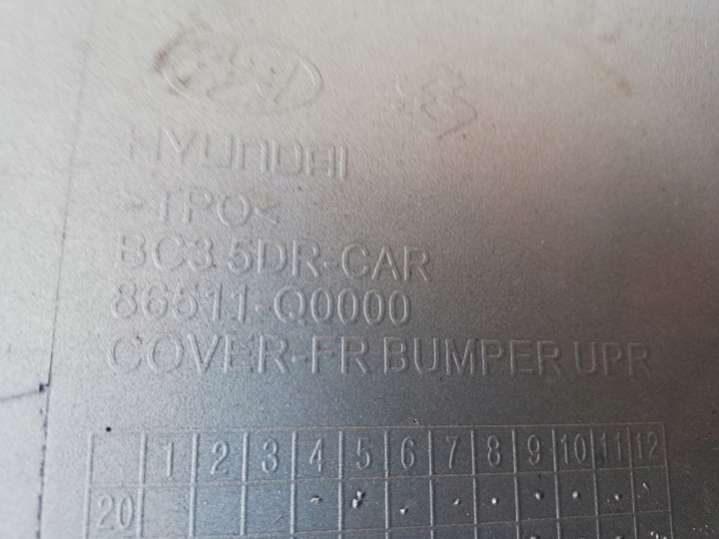 HYUNDAI
>TPO<
BC3 5DR-CAR
86511-Q0000
COVER-FR BUMPER UPR
1 2 3 4 5 6 7 8 9 10 11 12
20